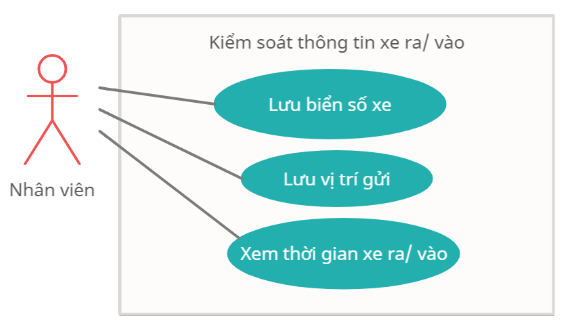 Kiểm soát thông tin xe ra/ vào
Lưu biển số xe
Lưu vị trí gửi
Nhân viên
Xem thời gian xe ra/ vào